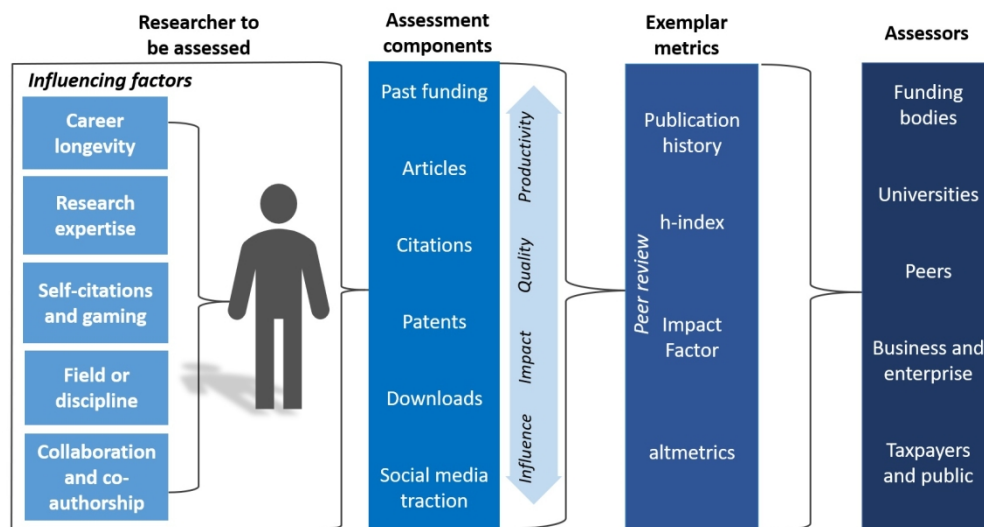 Researcher to
be assessed
Influencing factors
Career
longevity
Research
expertise
Self-citations
and gaming
Field or
discipline
Collaboration
and co-
authorship
Assessment
components
Past funding
Articles
Citations
Patents
Downloads
Social media
traction
Productivity
Quality
Impact
Influence
Exemplar
metrics
Peer review
Publication
history
h-index
Impact
Factor
altmetrics
Assessors
Funding
bodies
Universities
Peers
Business and
enterprise
Taxpayers
and public